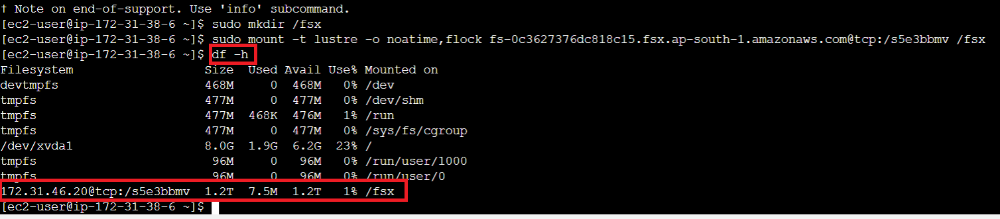 † Note on end-of-support. Use 'info' subcommand.
[ec2-user@ip-172-31-38-6 ~]$ sudo mkdir /fsx
[ec2-user@ip-172-31-38-6 ~]$ sudo mount -t lustre -o noatime,flock fs-0c3627376dc818c15.fsx.ap-south-1.amazonaws.com@tcp:/s5e3bbmv /fsx
[ec2-user@ip-172-31-38-6 ~]$ df -h
Filesystem                  Size  Used Avail Use% Mounted on
devtmpfs                    468M     0  468M   0% /dev
tmpfs                       477M     0  477M   0% /dev/shm
tmpfs                       477M  468K  476M   1% /run
tmpfs                       477M     0  477M   0% /sys/fs/cgroup
/dev/xvda1                  8.0G  1.9G  6.2G  23% /
tmpfs                        96M     0   96M   0% /run/user/1000
tmpfs                        96M     0   96M   0% /run/user/0
172.31.46.20@tcp:/s5e3bbmv  1.2T  7.5M  1.2T   1% /fsx
[ec2-user@ip-172-31-38-6 ~]$